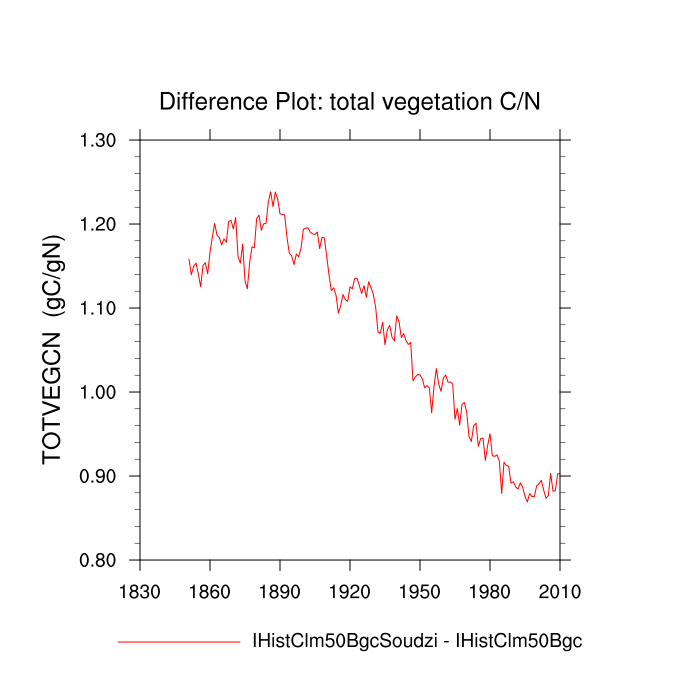 Difference Plot: total vegetation C/N
TOTVEGCN (gC/gN)
1.30
1.20
1.10
1.00
0.90
0.80
1830 1860 1890 1920 1950 1980 2010
IHistClm50BgcSoudzi - IHistClm50Bgc